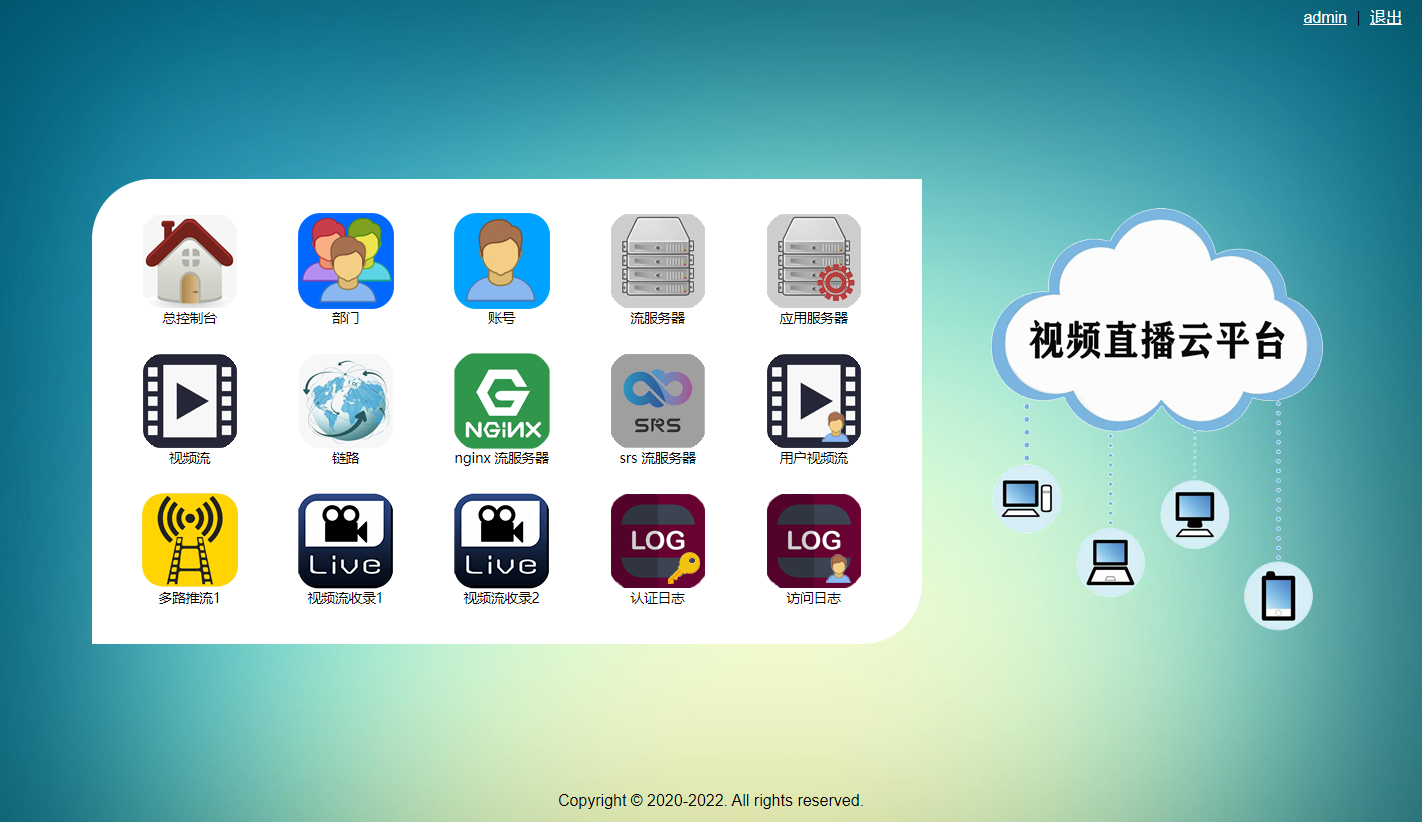 admin | 退出
总控制台 部门 账号 流服务器 应用服务器
视频直播云平台
NGiNX SRS
视频流 链路 nginx 流服务器 srs 流服务器 用户视频流
Live Live LOG LOG
多路推流1 视频流收录1 视频流收录2 认证日志 访问日志
Copyright © 2020-2022. All rights reserved.